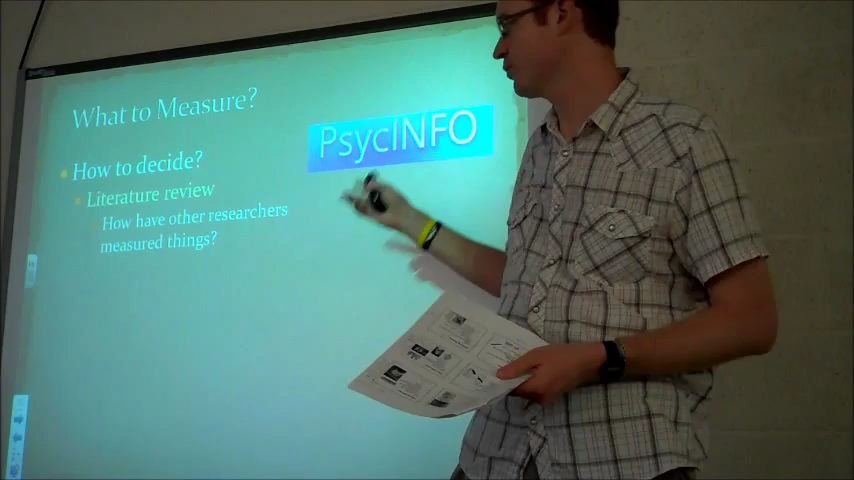 What to Measure?
PsycINFO
How to decide?
Literature review
How have other researchers
measured things?